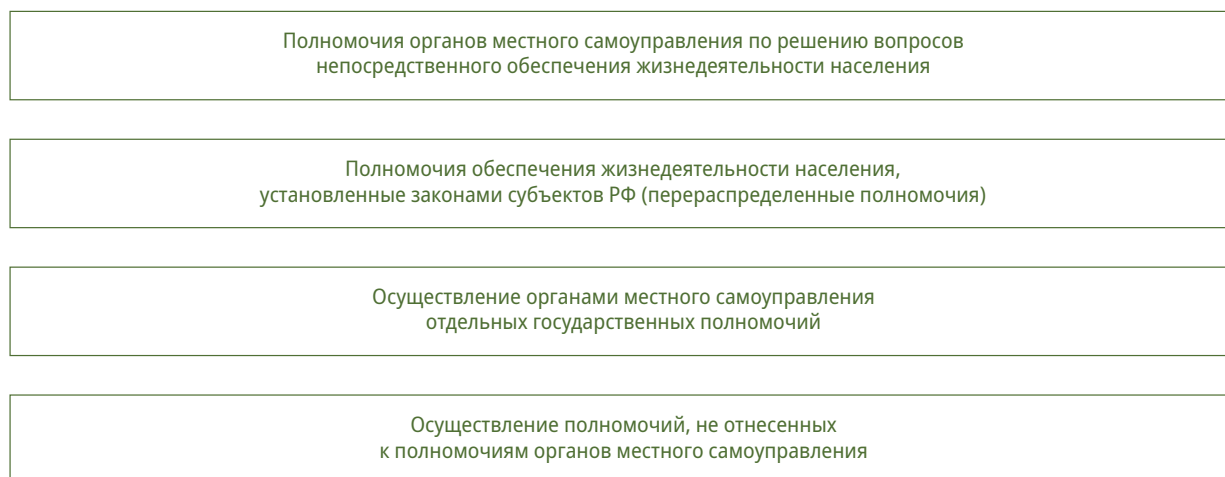 Полномочия органов местного самоуправления по решению вопросов
непосредственного обеспечения жизнедеятельности населения
Полномочия обеспечения жизнедеятельности населения,
установленные законами субъектов РФ (перераспределенные полномочия)
Осуществление органами местного самоуправления
отдельных государственных полномочий
Осуществление полномочий, не отнесенных
к полномочиям органов местного самоуправления